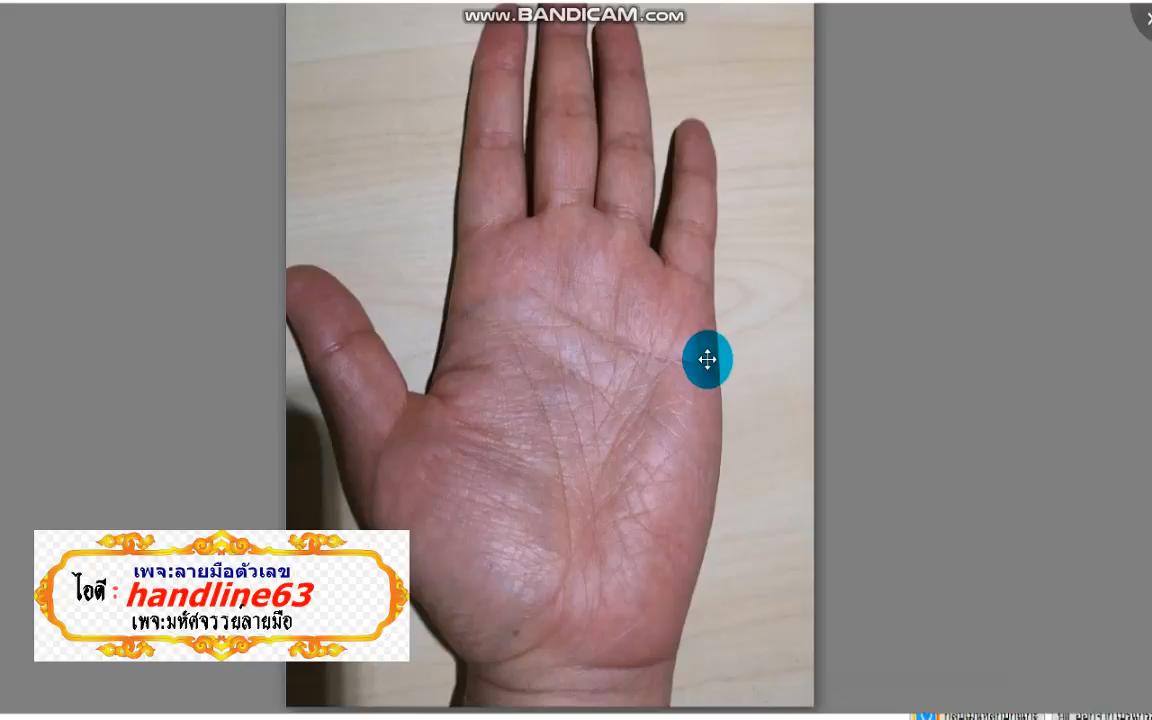 www.BANDICAM.com
เพจ:ลายมือตัวเลข
ไอดี : handline63
เพจ:มหัศจรรย์ลายมือ